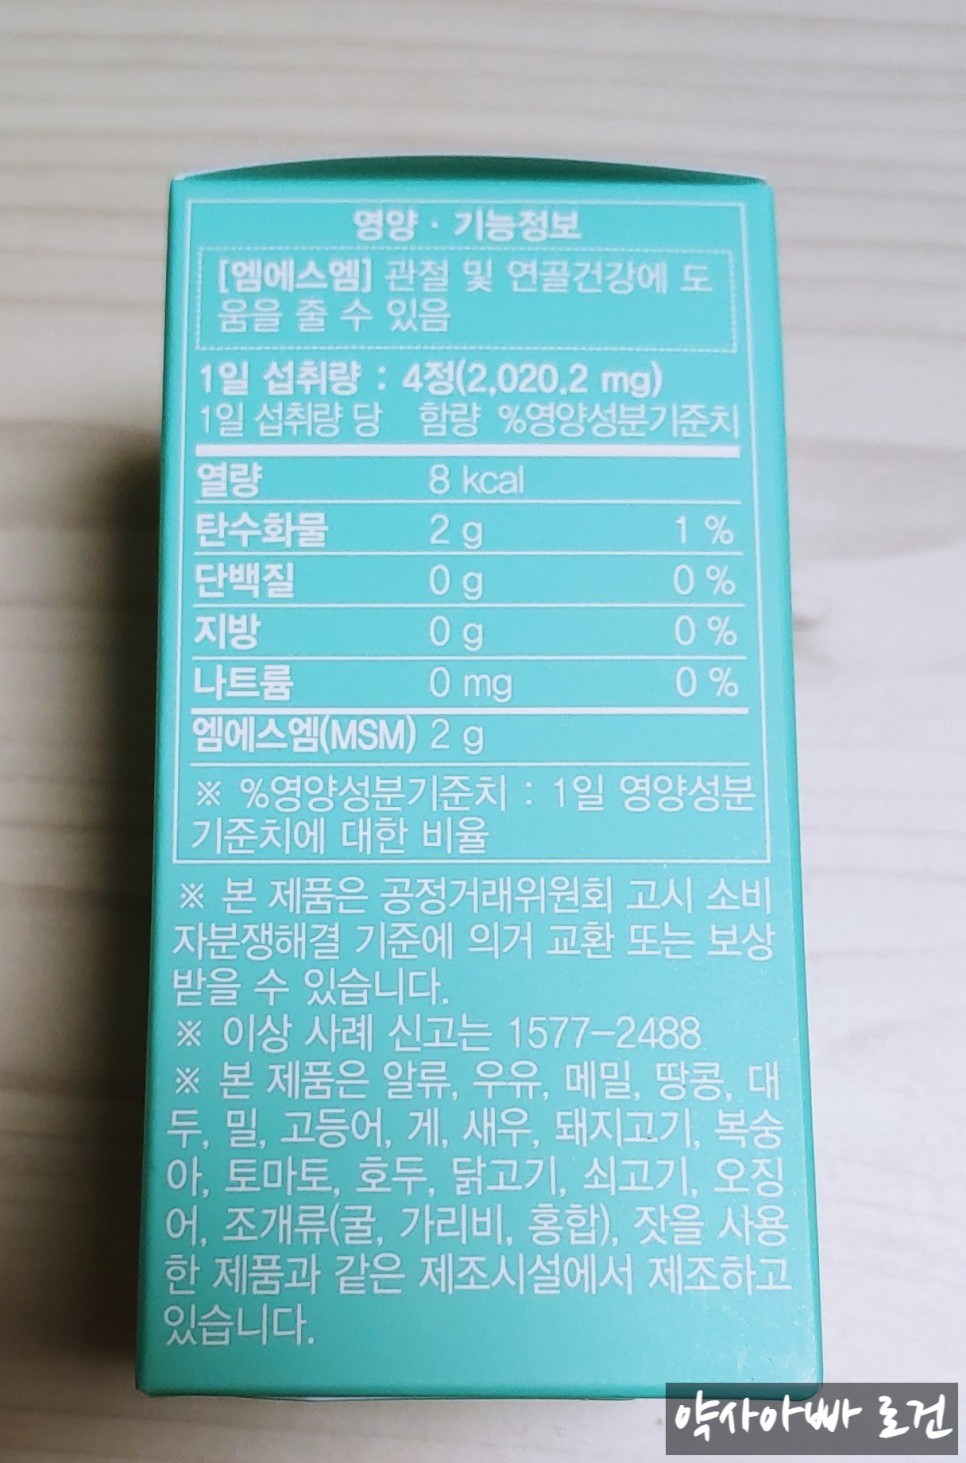 영양 · 기능정보
[엠에스엠] 관절 및 연골건강에 도
움을 줄 수 있음
1일 섭취량 : 4정(2,020.2 mg)
1일 섭취량 당 함량 %영양성분기준치
열량 8 kcal
탄수화물 2 g 1 %
단백질 0 g 0 %
지방 0 g 0 %
나트륨 0 mg 0 %
엠에스엠(MSM) 2 g
※ %영양성분기준치 : 1일 영양성분
기준치에 대한 비율
※ 본 제품은 공정거래위원회 고시 소비
자분쟁해결 기준에 의거 교환 또는 보상
받을 수 있습니다.
※ 이상 사례 신고는 1577-2488
※ 본 제품은 알류, 우유, 메밀, 땅콩, 대
두, 밀, 고등어, 게, 새우, 돼지고기, 복숭
아, 토마토, 호두, 닭고기, 쇠고기, 오징
어, 조개류(굴, 가리비, 홍합), 잣을 사용
한 제품과 같은 제조시설에서 제조하고
있습니다.
약사아빠 로건